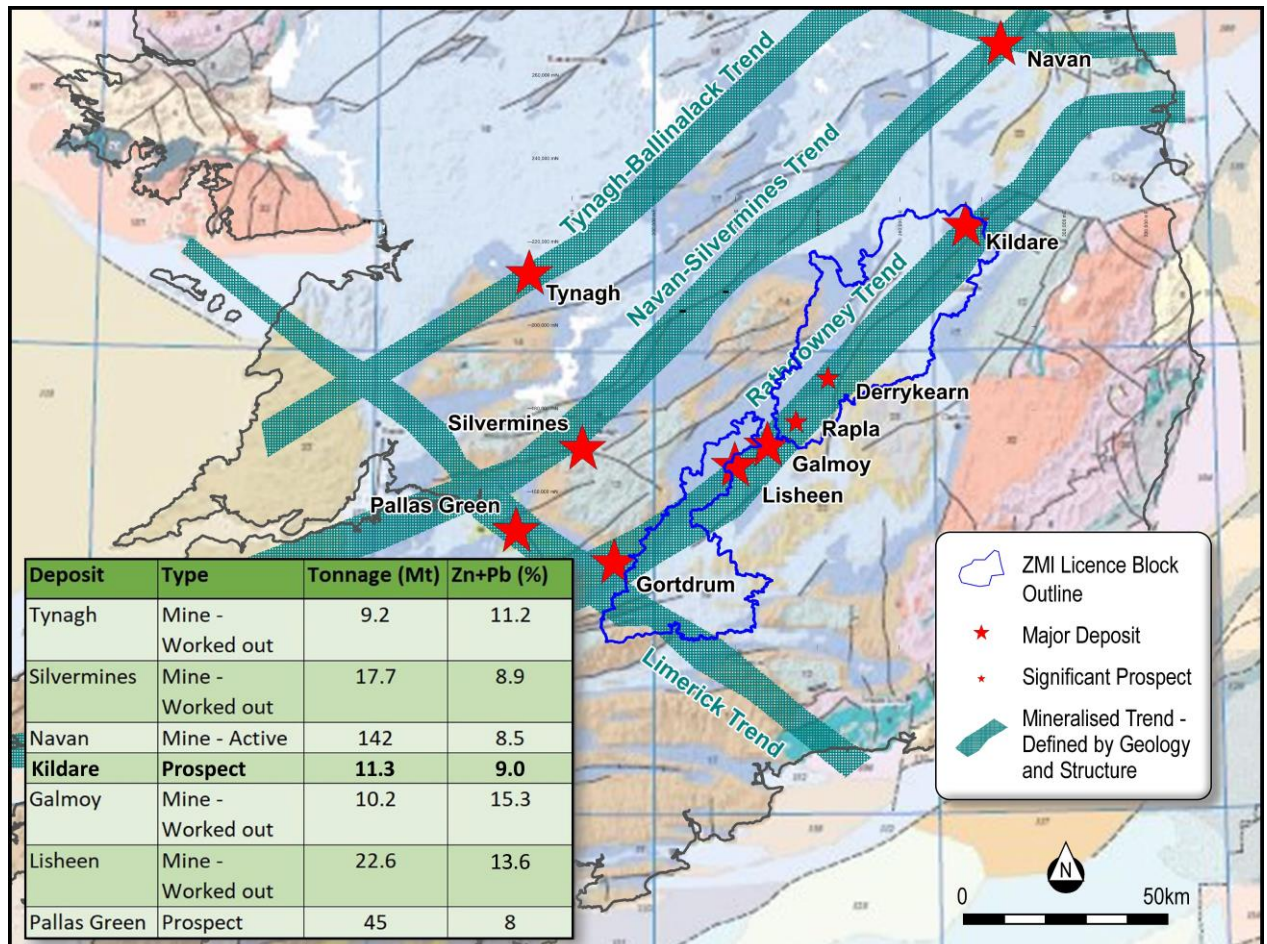 Navan
Tynagh-Ballinalack Trend
Navan-Silvermines Trend
Kildare
Tynagh
Rathdowney Trend
Derrykearn
Silvermines
Rapla
Galmoy
Lisheen
Pallas Green
Gortdrum
Limerick Trend
Deposit Type Tonnage (Mt) Zn+Pb (%)
Tynagh Mine - 9.2 11.2
Worked out
Silvermines Mine - 17.7 8.9
Worked out
Navan Mine - Active 142 8.5
Kildare Prospect 11.3 9.0
Galmoy Mine - 10.2 15.3
Worked out
Lisheen Mine - 22.6 13.6
Worked out
Pallas Green Prospect 45 8
ZMI Licence Block
Outline
Major Deposit
Significant Prospect
Mineralised Trend -
Defined by Geology
and Structure
N
0 50km